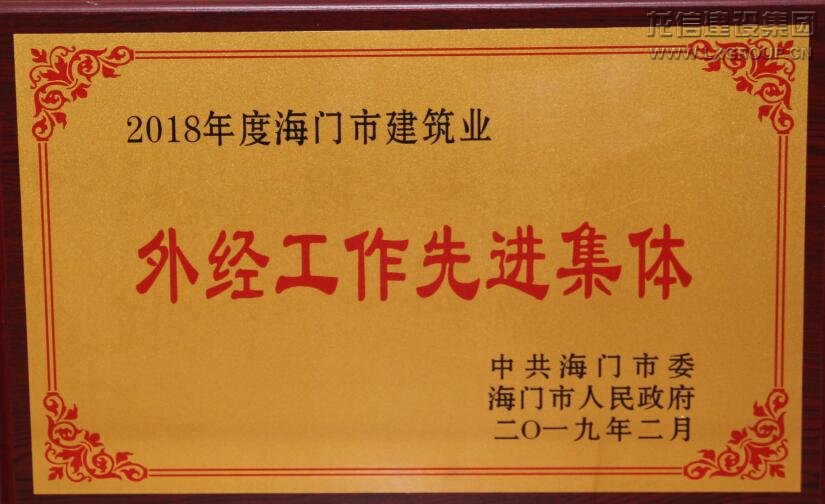 龙信建设集团
WWW.LXGROUP.CN
2018年度海门市建筑业
外经工作先进集体
中共海门市委
海门市人民政府
二〇一九年二月